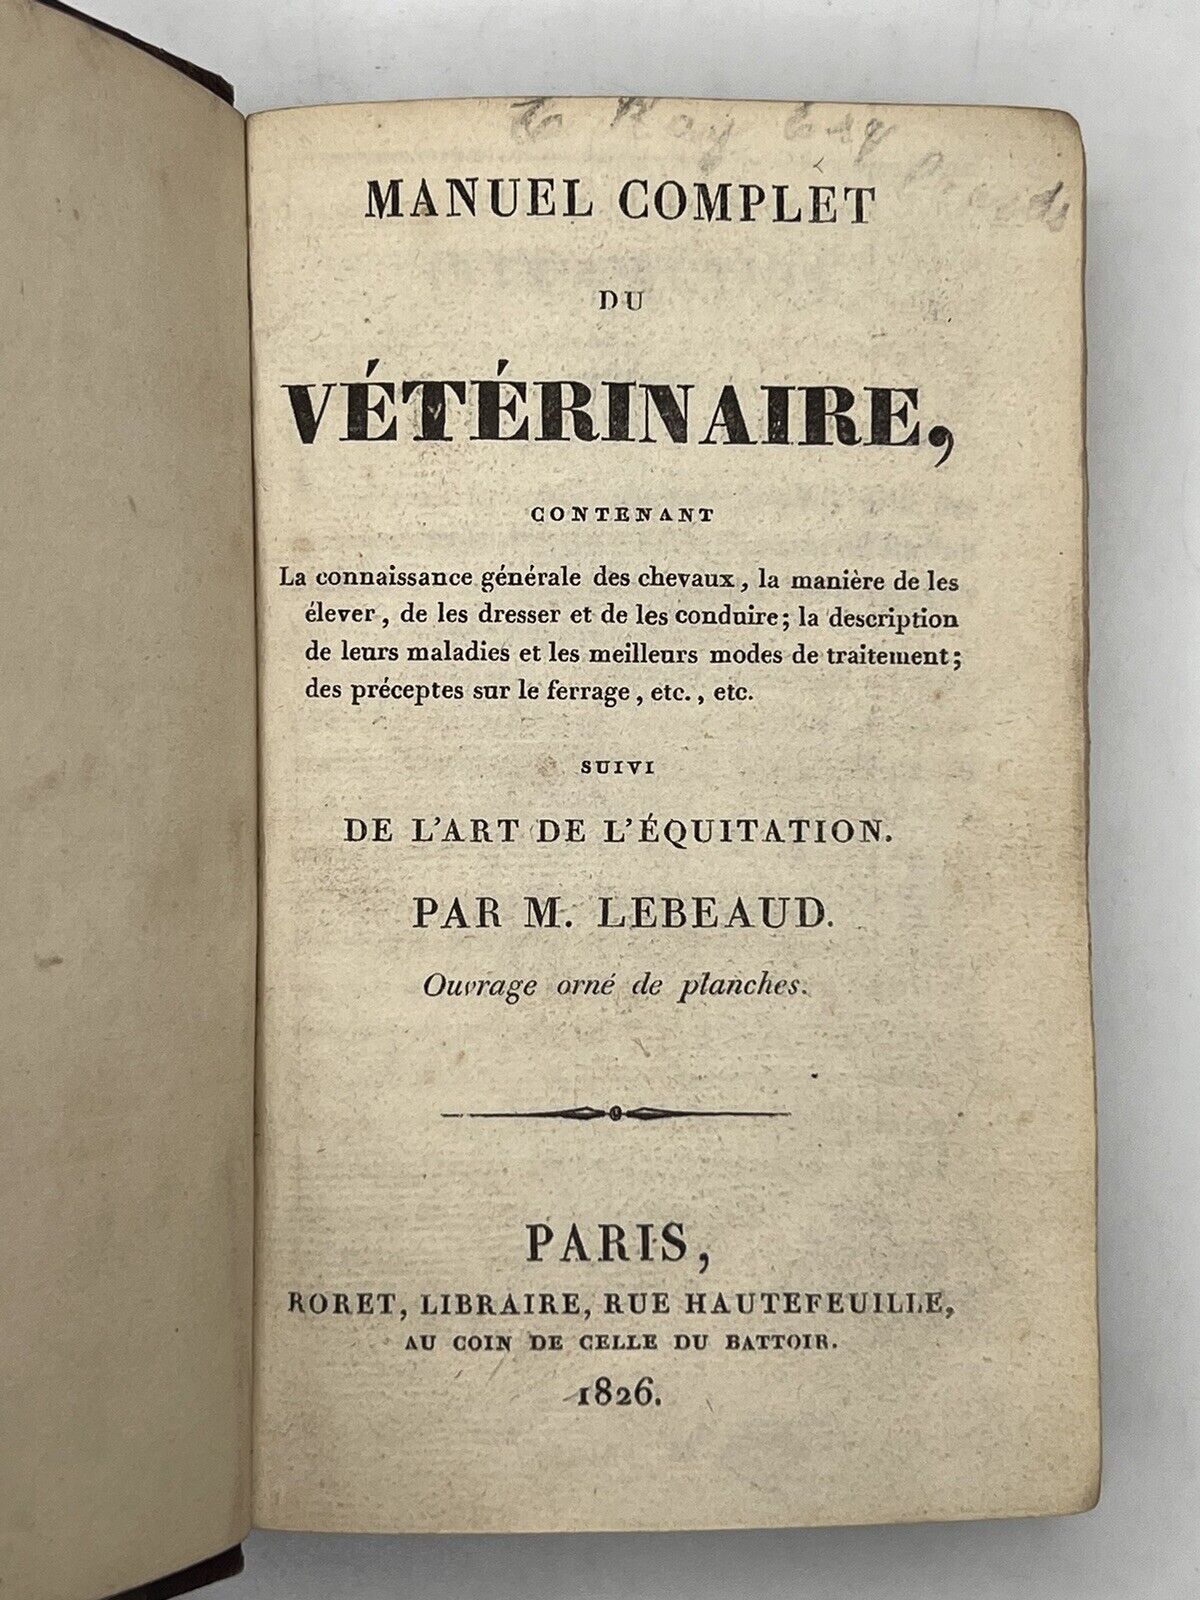 Hay Esq
MANUEL COMPLET
DU
VÉTÉRINAIRE,
CONTENANT
La connaissance générale des chevaux, la manière de les
élever, de les dresser et de les conduire; la description
de leurs maladies et les meilleurs modes de traitement;
des préceptes sur le ferrage, etc., etc.
SUIVI
DE L'ART DE L'ÉQUITATION.
PAR M. LEBEAUD.
Ouvrage orné de planches.
PARIS,
RORET, LIBRAIRE, RUE HAUTEFEUILLE,
AU COIN DE CELLE DU BATTOIR.
1826.